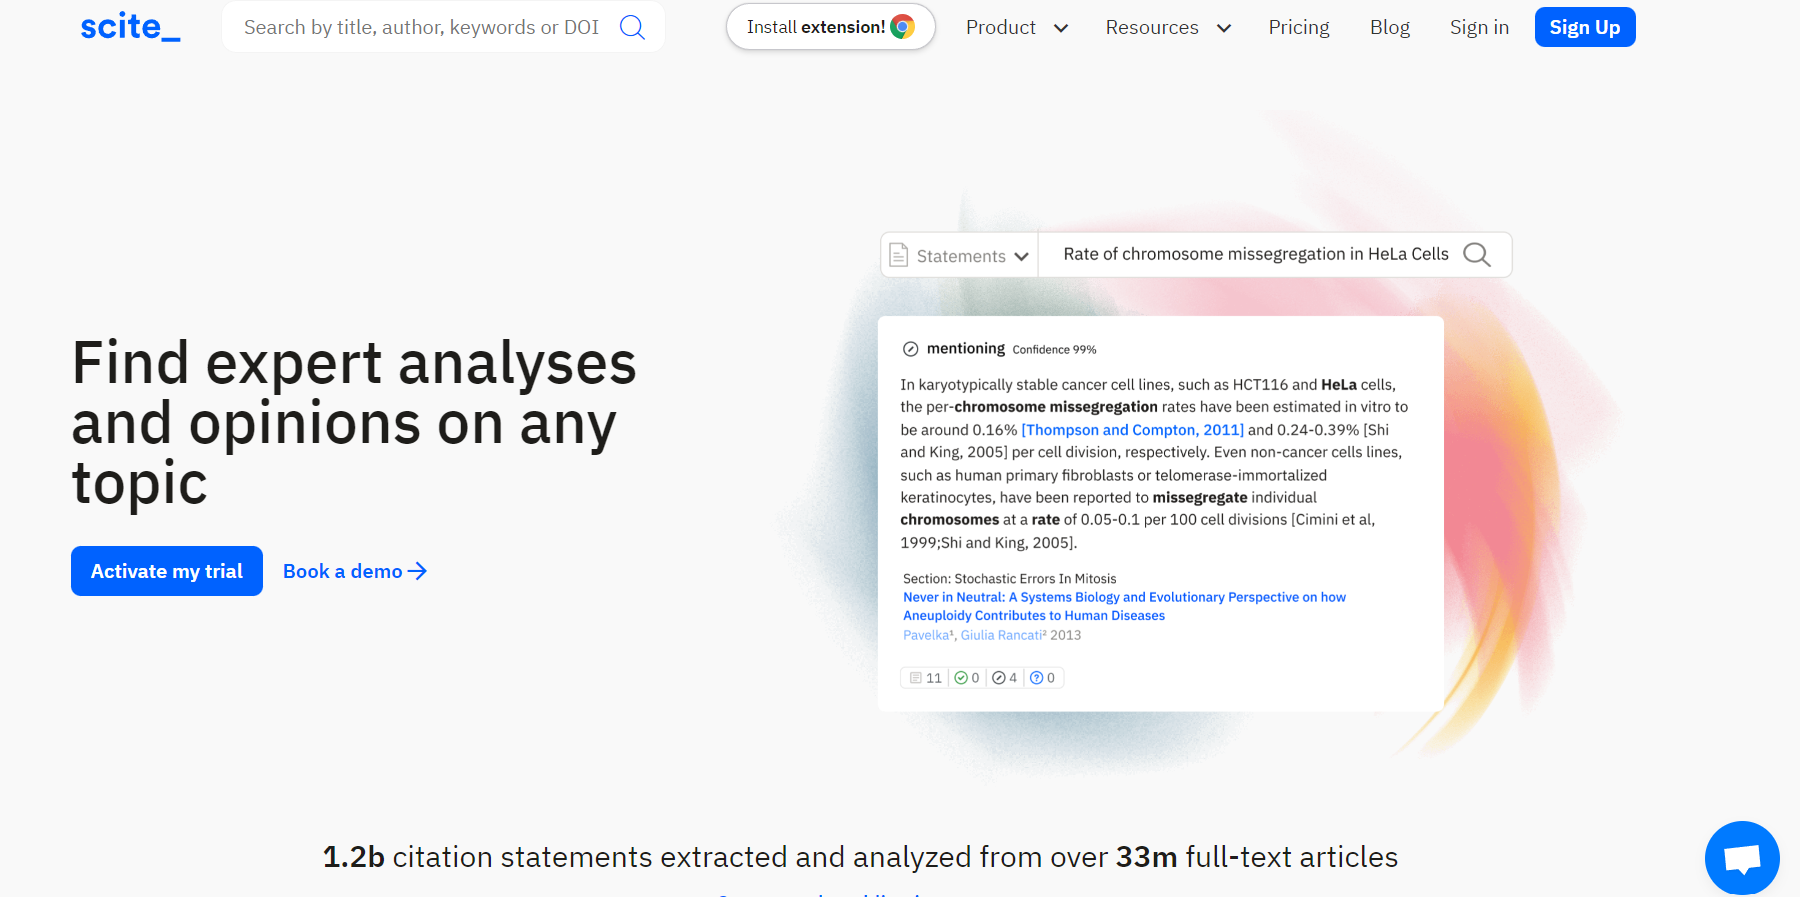 scite_
Search by title, author, keywords or DOI
Install extension!
Product
Resources
Pricing
Blog
Sign in
Sign Up
Statements
Rate of chromosome missegregation in HeLa Cells
Find expert analyses
and opinions on any
topic
Activate my trial
Book a demo
mentioning Confidence 99%
In karyotypically stable cancer cell lines, such as HCT116 and HeLa cells,
the per-chromosome missegregation rates have been estimated in vitro to
be around 0.16% [Thompson and Compton, 2011] and 0.24-0.39% [Shi
and King, 2005] per cell division, respectively. Even non-cancer cells lines,
such as human primary fibroblasts or telomerase-immortalized
keratinocytes, have been reported to missegregate individual
chromosomes at a rate of 0.05-0.1 per 100 cell divisions [Cimini et al,
1999;Shi and King, 2005].
Section: Stochastic Errors In Mitosis
Never in Neutral: A Systems Biology and Evolutionary Perspective on how
Aneuploidy Contributes to Human Diseases
Pavelka¹, Giulia Rancati² 2013
11 0 4 0
1.2b citation statements extracted and analyzed from over 33m full-text articles